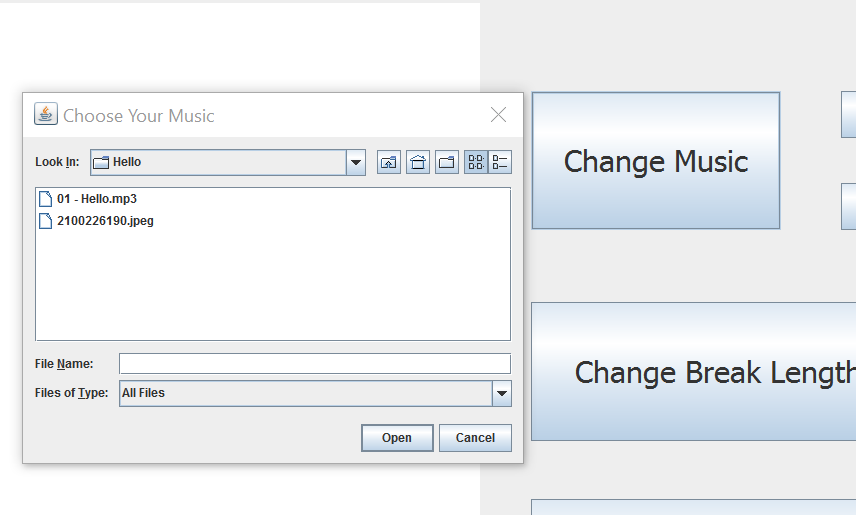 Choose Your Music
Look In: Hello
01 - Hello.mp3
2100226190.jpeg
File Name:
Files of Type: All Files
Open Cancel
Change Music
Change Break Length